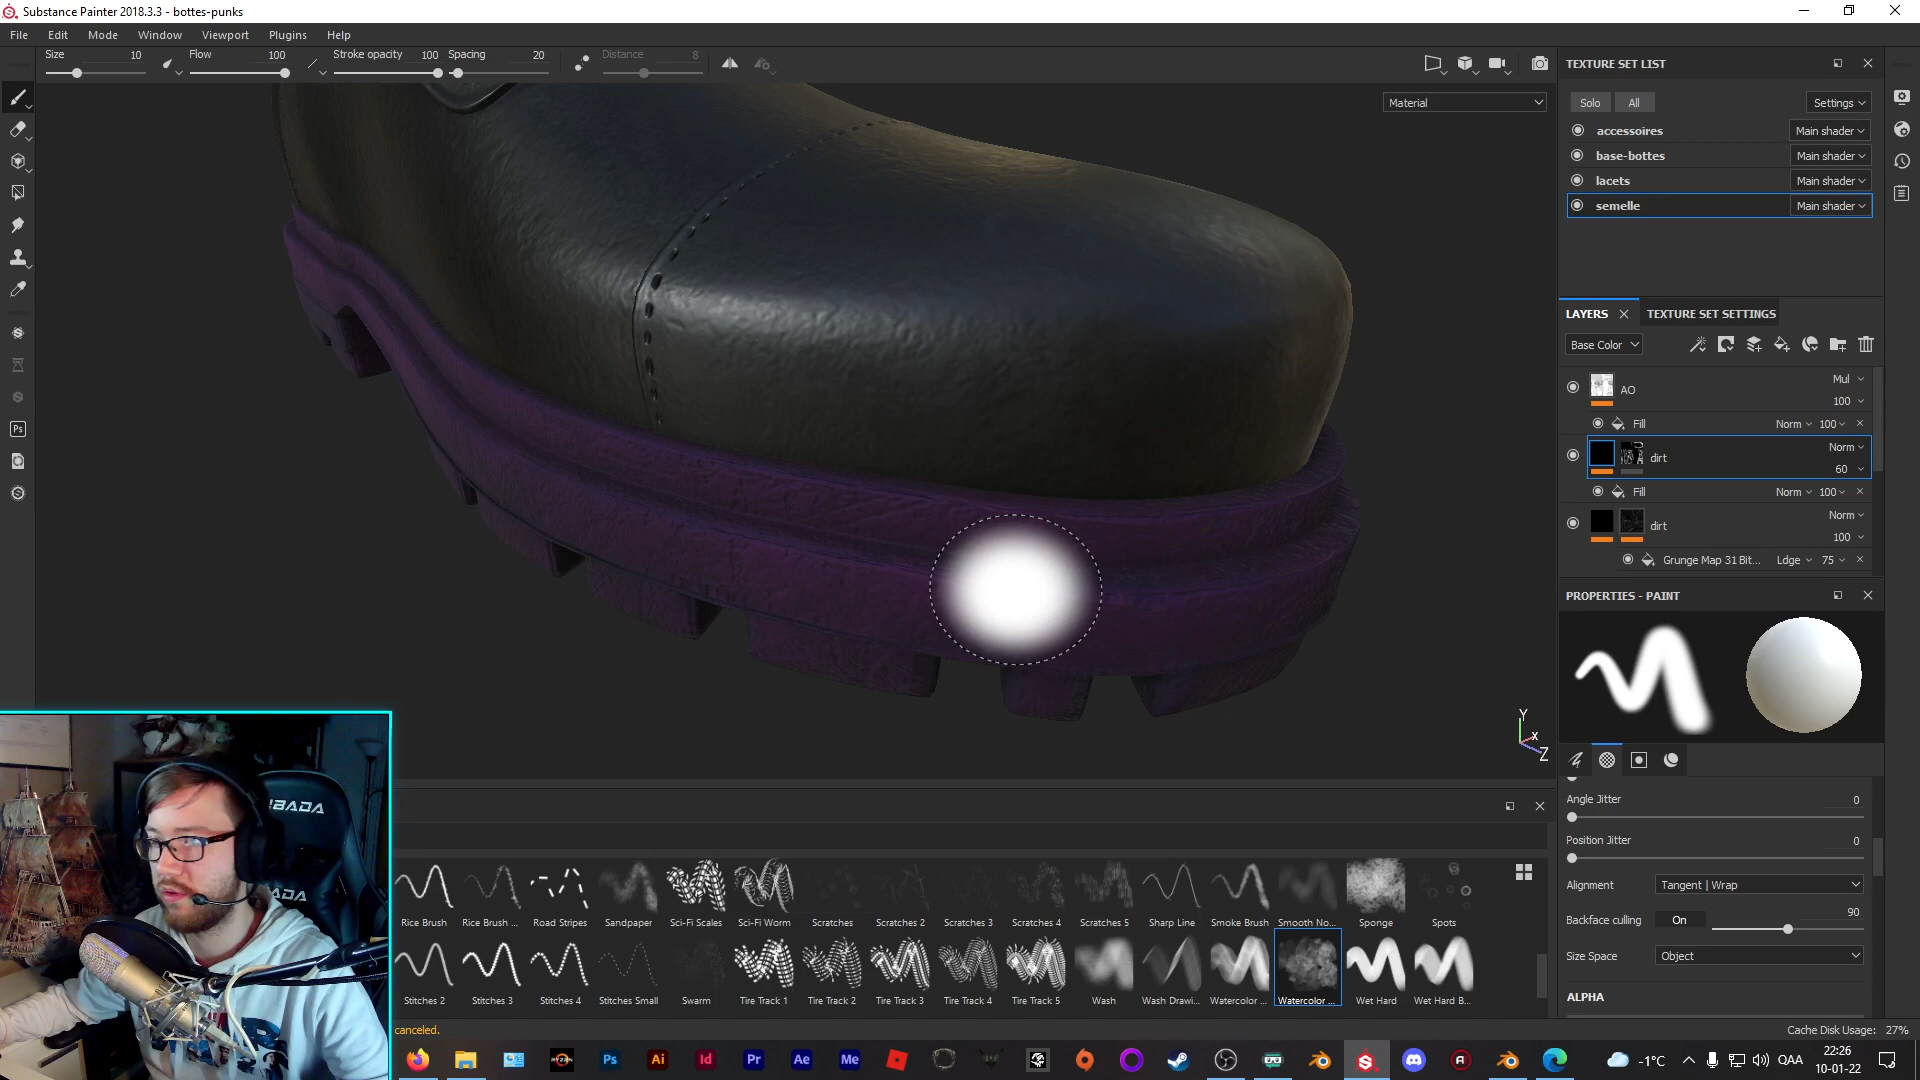 Substance Painter 2018.3.3 - bottes-punks
File Edit Mode Window Viewport Plugins Help
Size 10 Flow 100 Stroke opacity 100 Spacing 20 Distance 8
Material
TEXTURE SET LIST
Solo All Settings
accessoires Main shader
base-bottes Main shader
lacets Main shader
semelle Main shader
LAYERS TEXTURE SET SETTINGS
Base Color
AO Mul 100
Fill Norm 100
dirt Norm 60
Fill Norm 100
dirt Norm 100
Grunge Map 31 Bit... Ldge 75
PROPERTIES - PAINT
Angle Jitter 0
Position Jitter 0
Alignment Tangent | Wrap
Backface culling On 90
Size Space Object
ALPHA
Y
X
Z
Ps
Rice Brush Rice Brush ... Road Stripes Sandpaper Sci-Fi Scales Sci-Fi Worm Scratches Scratches 2 Scratches 3 Scratches 4 Scratches 5 Sharp Line Smoke Brush Smooth No... Sponge Spots
Stitches 2 Stitches 3 Stitches 4 Stitches Small Swarm Tire Track 1 Tire Track 2 Tire Track 3 Tire Track 4 Tire Track 5 Wash Wash Drawi... Watercolor ... Watercolor ... Wet Hard Wet Hard B...
canceled.
Cache Disk Usage: 27%
RYZEN Ps Ai Id Pr Ae Me
-1°C QAA 22:26
10-01-22